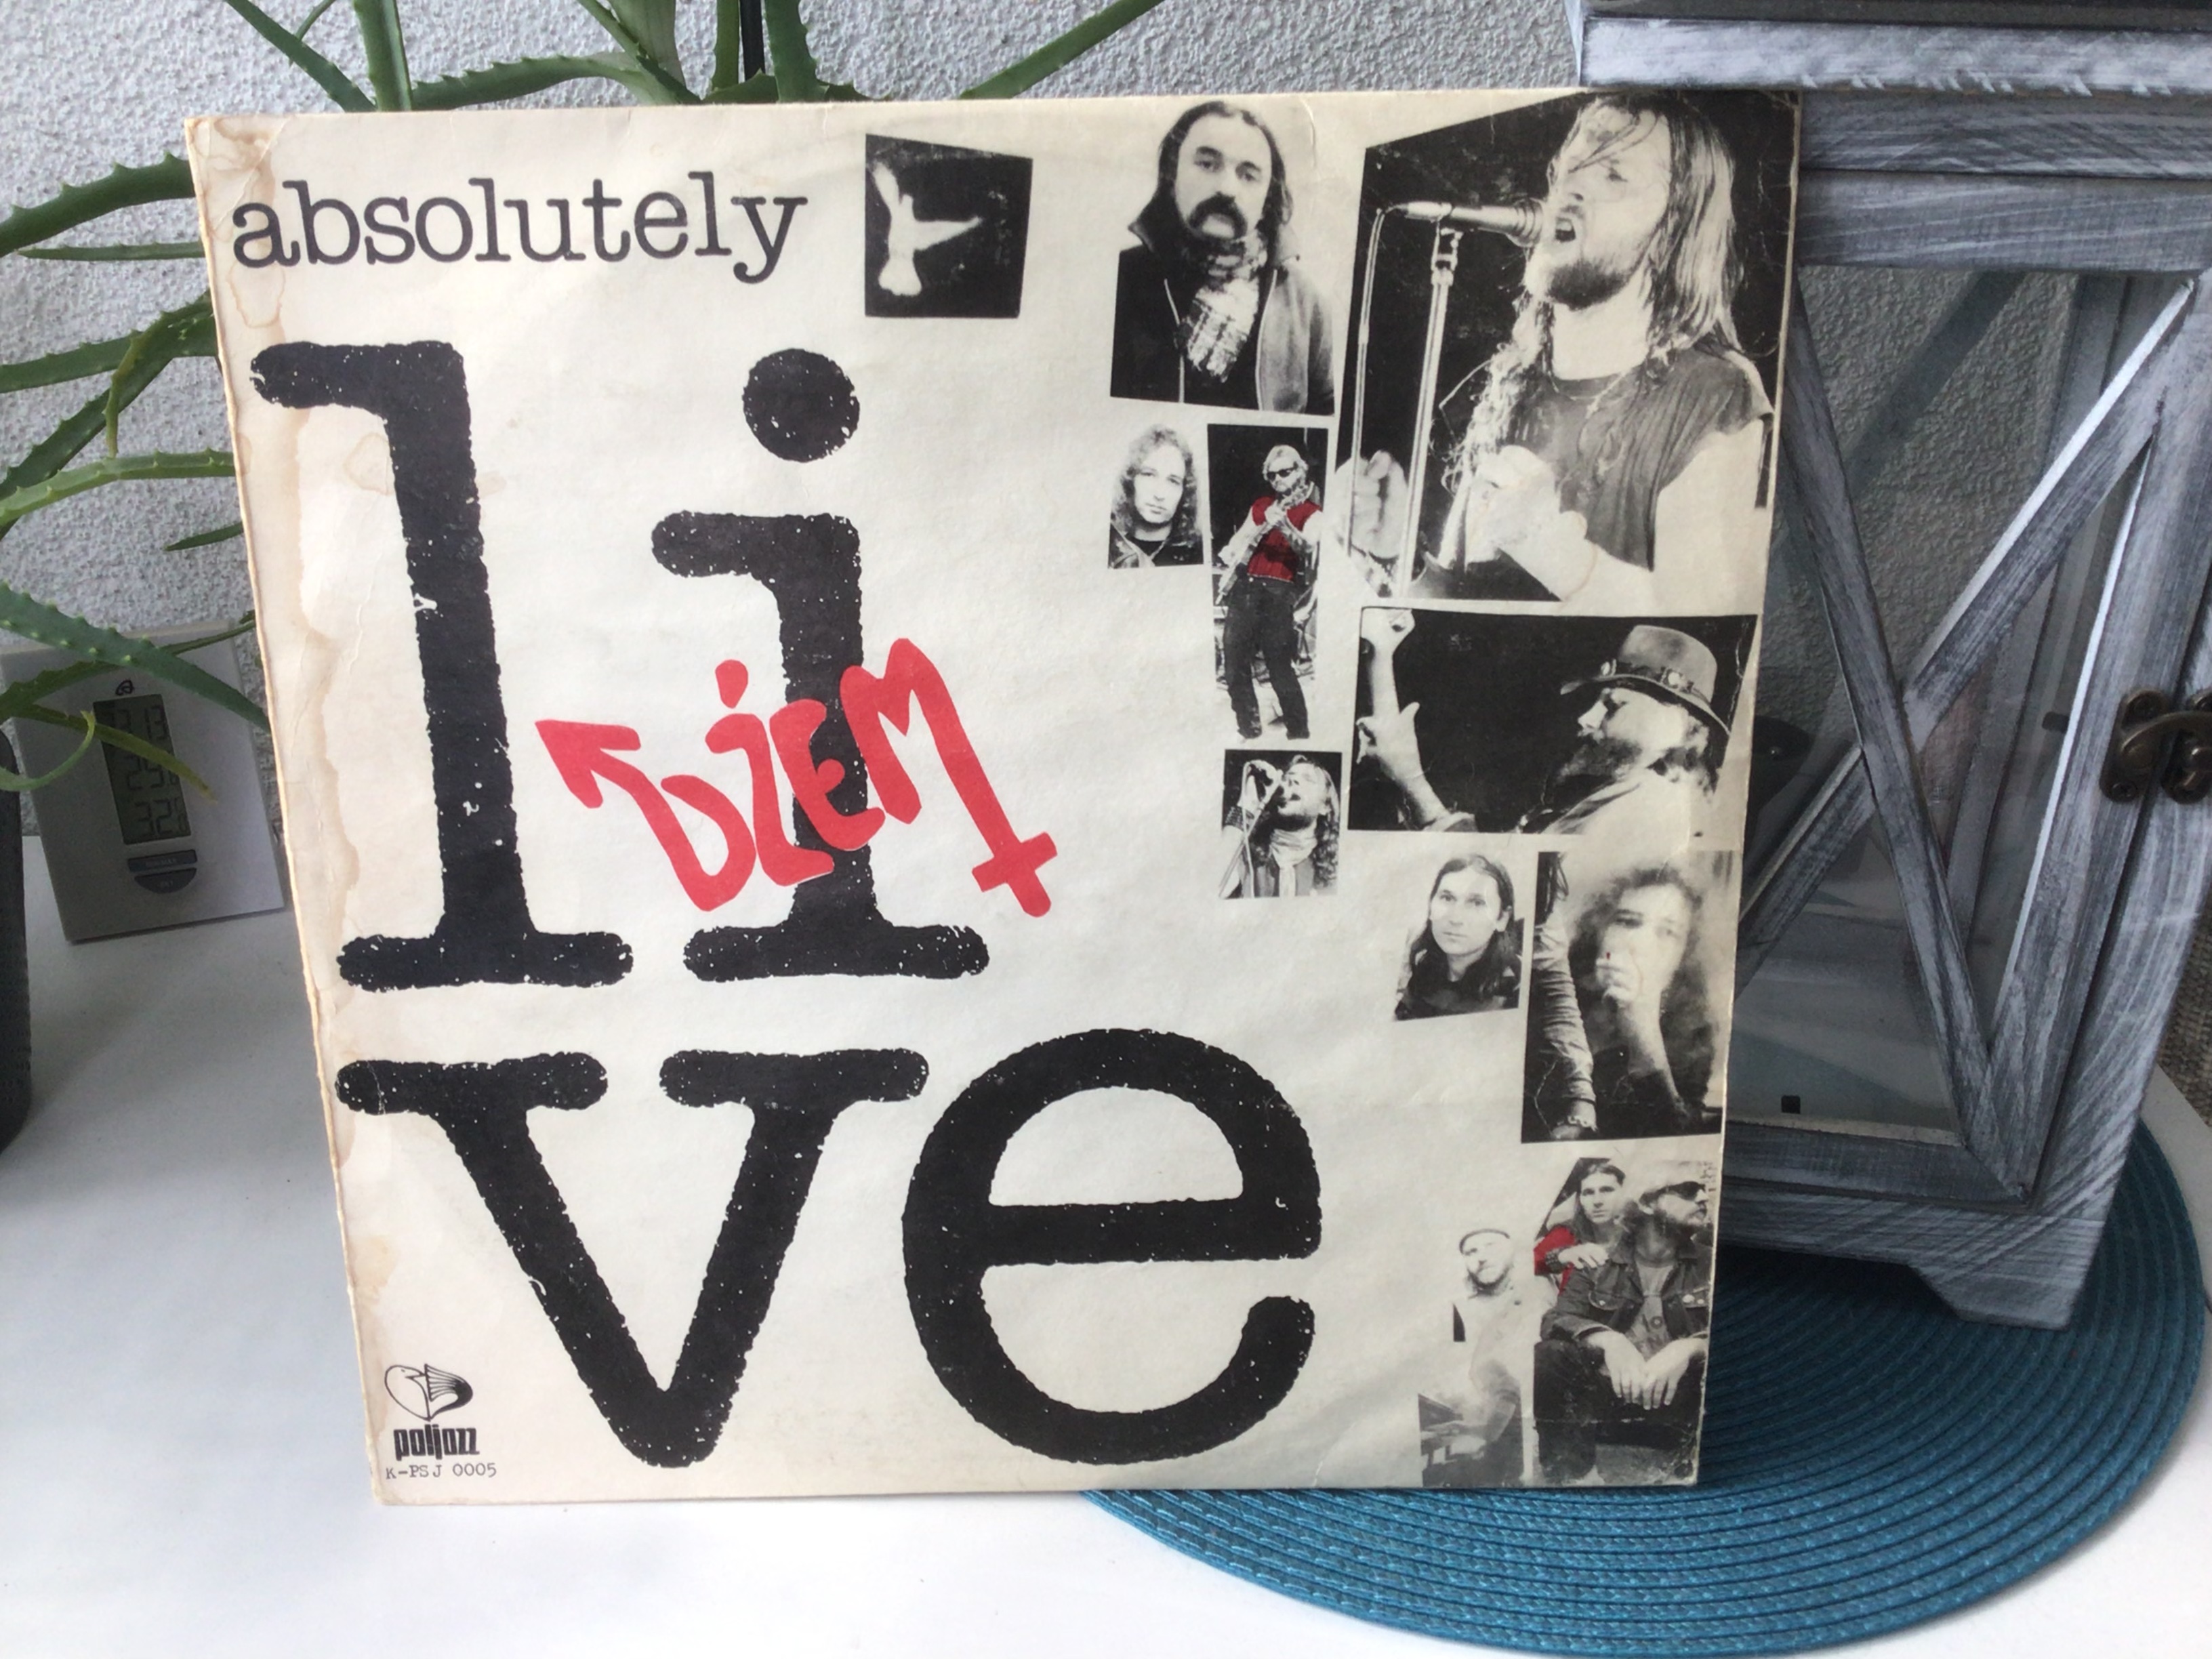 absolutely
li
DŻEM
ve
poljazz
K-PSJ 0005